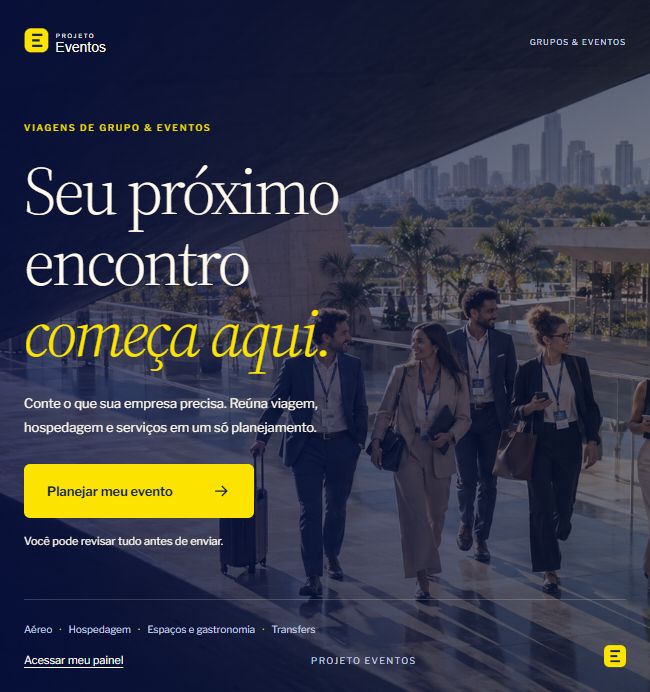 PROJETO
Eventos
GRUPOS & EVENTOS
VIAGENS DE GRUPO & EVENTOS
Seu próximo
encontro
começa aqui.
Conte o que sua empresa precisa. Reúna viagem,
hospedagem e serviços em um só planejamento.
Planejar meu evento →
Você pode revisar tudo antes de enviar.
Aéreo · Hospedagem · Espaços e gastronomia · Transfers
Acessar meu painel
PROJETO EVENTOS